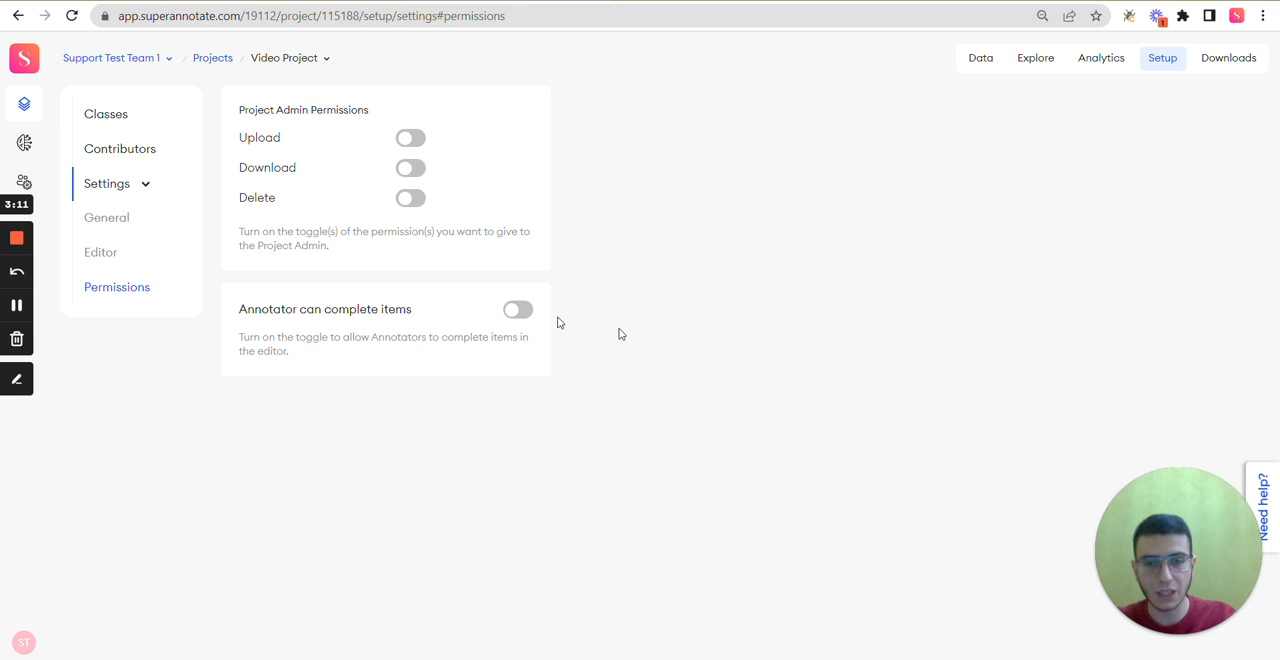 app.superannotate.com/19112/project/115188/setup/settings#permissions
1
S
S
Support Test Team 1 / Projects / Video Project
Data Explore Analytics Setup Downloads
Classes
Contributors
Settings
General
Editor
Permissions
3:11
Project Admin Permissions
Upload
Download
Delete
Turn on the toggle(s) of the permission(s) you want to give to
the Project Admin.
Annotator can complete items
Turn on the toggle to allow Annotators to complete items in
the editor.
Need help?
ST